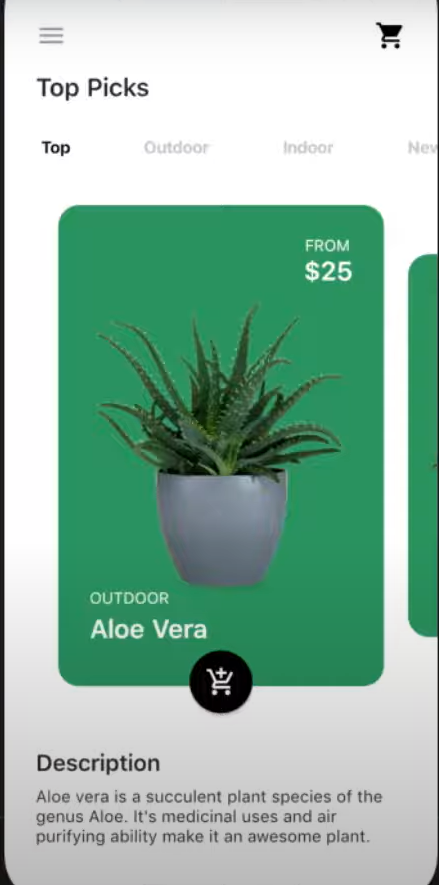 Top Picks
Top Outdoor Indoor New
FROM
$25
OUTDOOR
Aloe Vera
Description
Aloe vera is a succulent plant species of the
genus Aloe. It's medicinal uses and air
purifying ability make it an awesome plant.